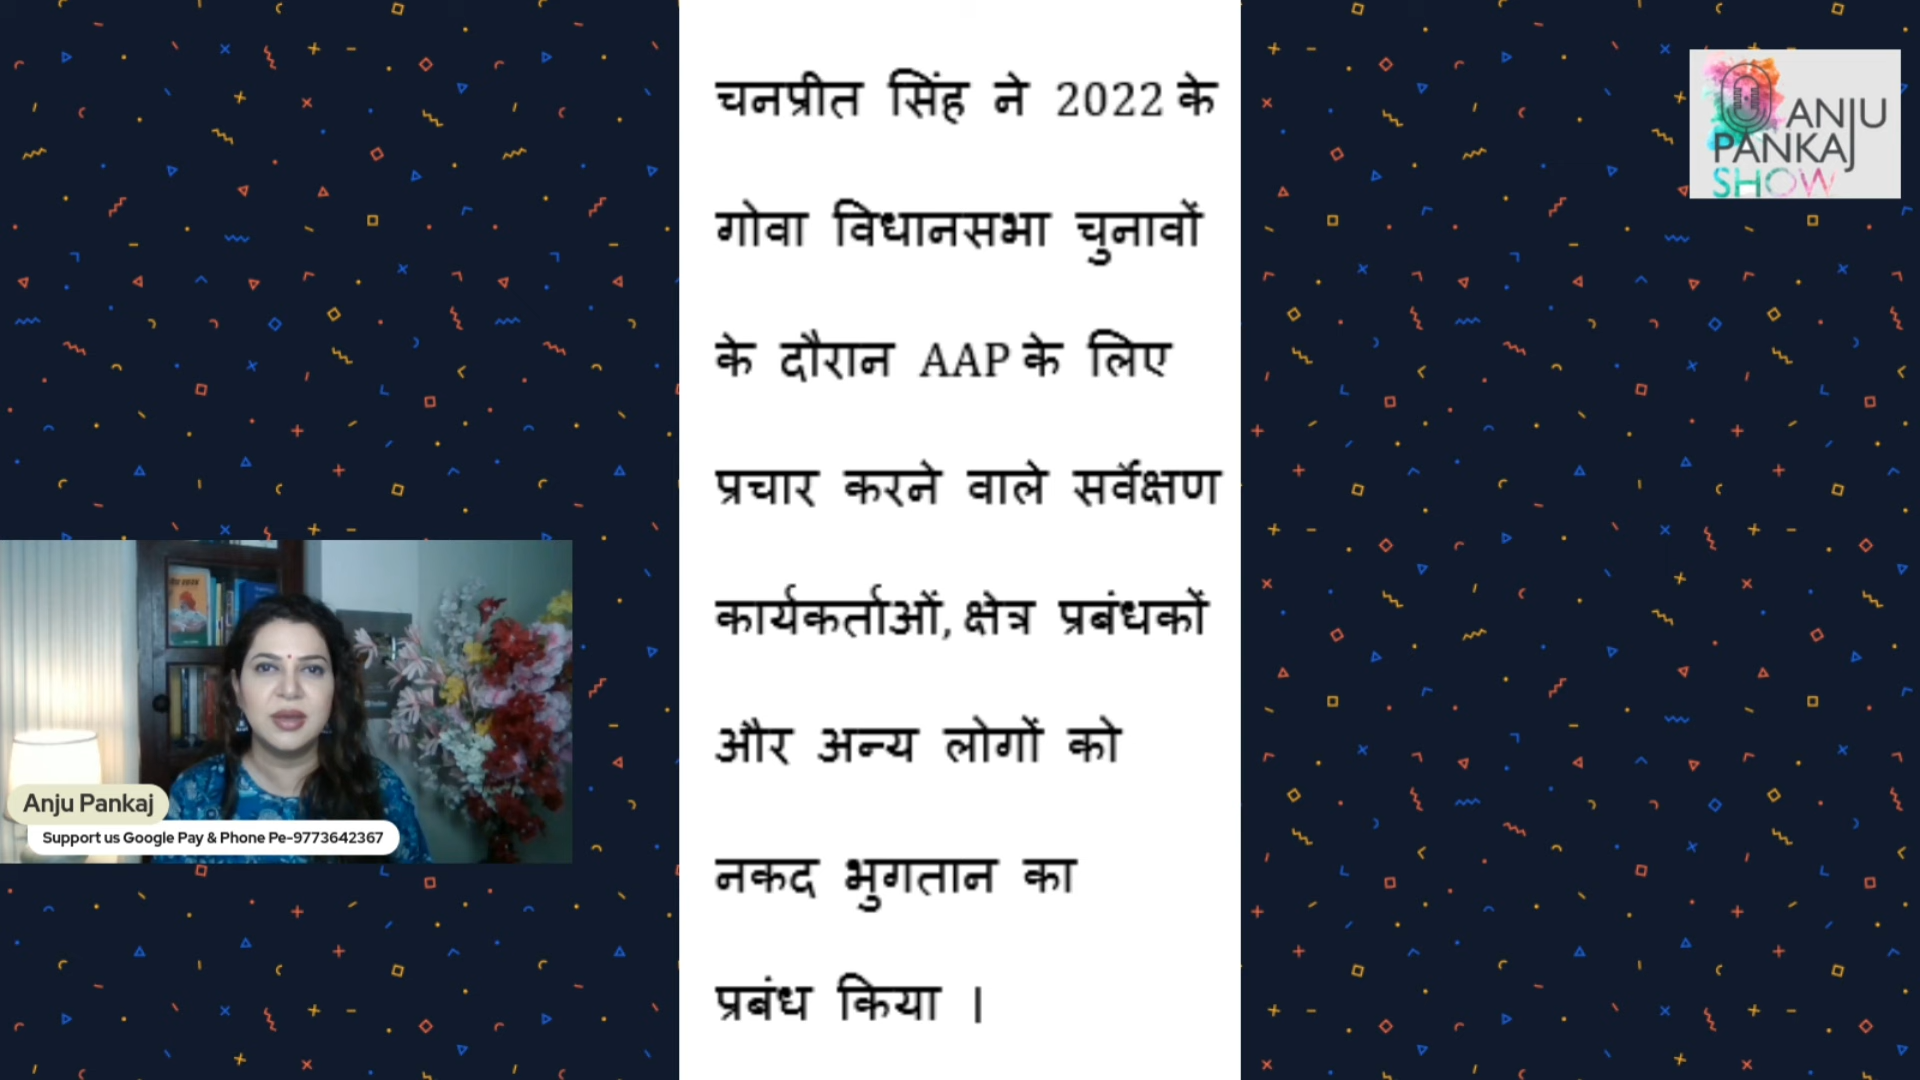 चनप्रीत सिंह ने 2022 के
गोवा विधानसभा चुनावों
के दौरान AAP के लिए
प्रचार करने वाले सर्वेक्षण
कार्यकर्ताओं, क्षेत्र प्रबंधकों
और अन्य लोगों को
नकद भुगतान का
प्रबंध किया ।
ANJU
PANKAJ
SHOW
Anju Pankaj
Support us Google Pay & Phone Pe-9773642367